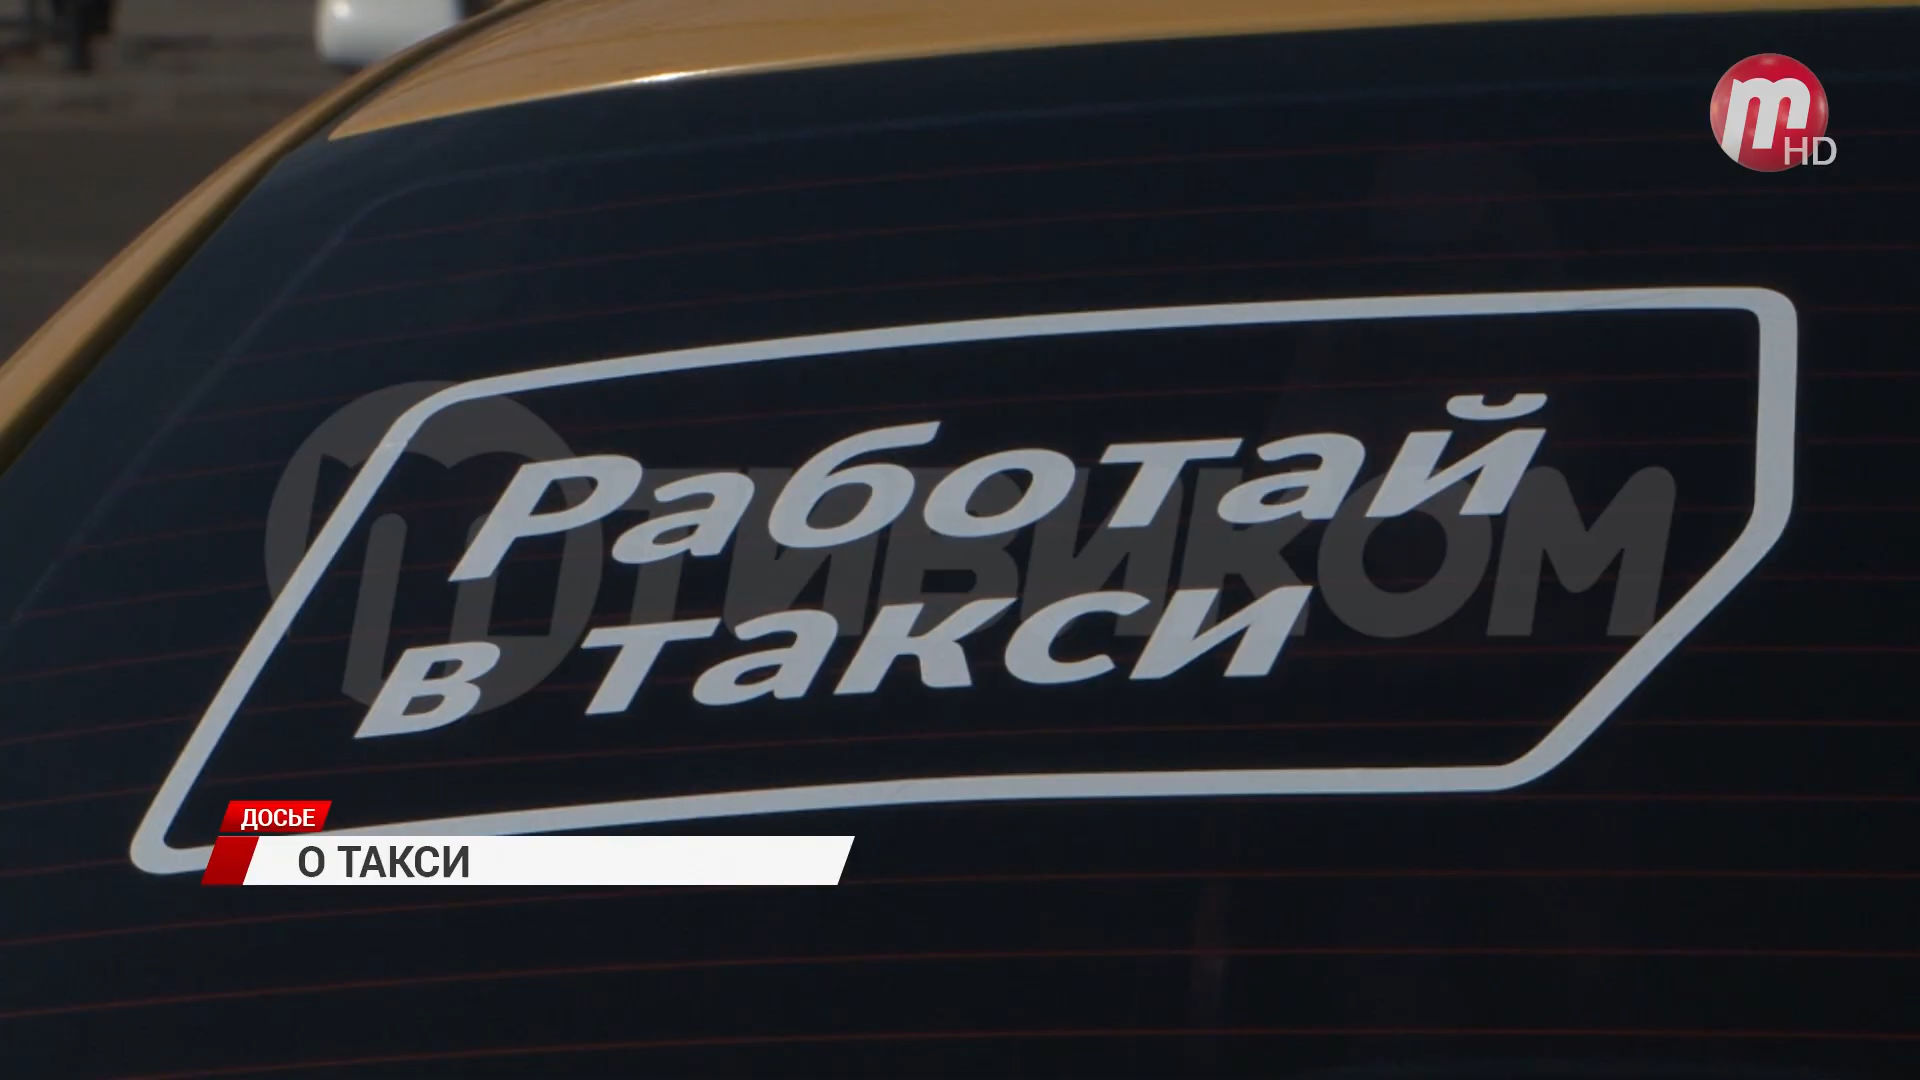 HD
Работай
в такси
ТИВИКОМ
ДОСЬЕ
О ТАКСИ